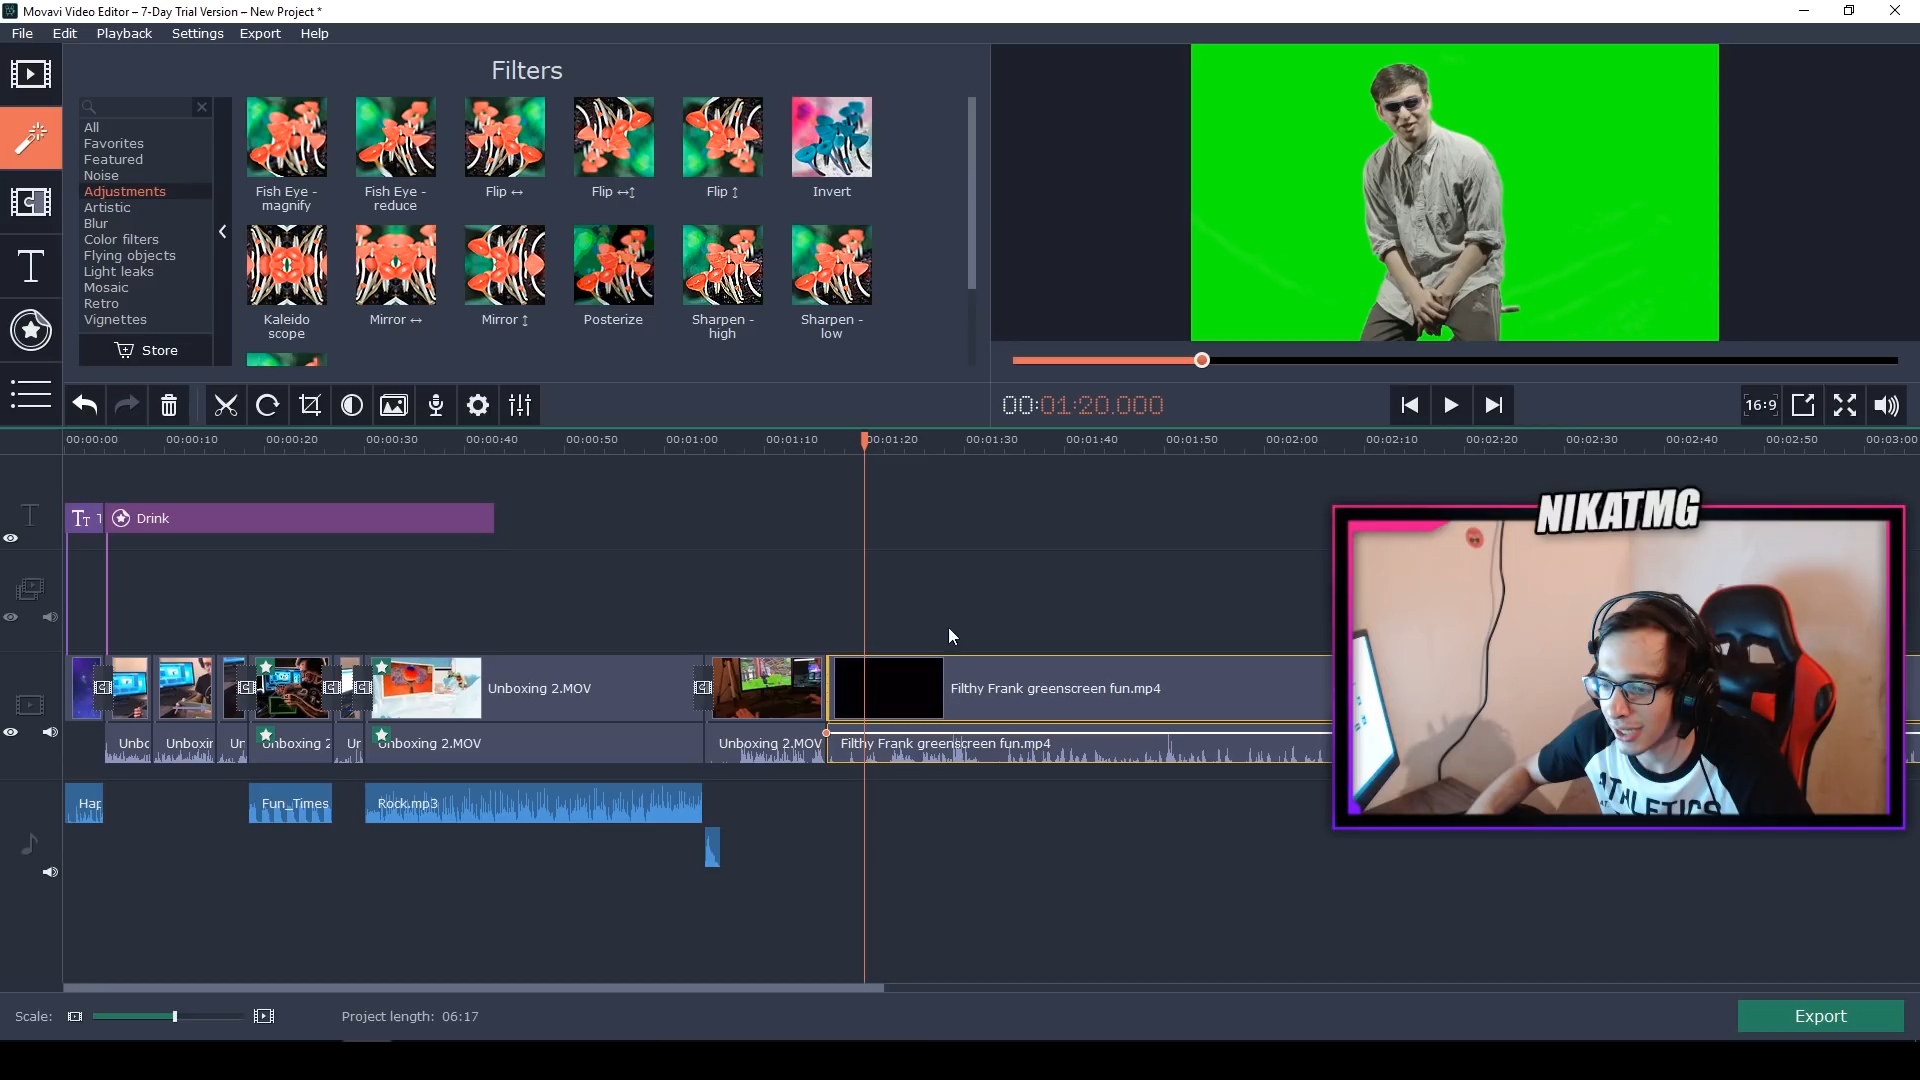 Movavi Video Editor – 7-Day Trial Version – New Project *
File Edit Playback Settings Export Help
Filters
All
Favorites
Featured
Noise
Adjustments
Artistic
Blur
Color filters
Flying objects
Light leaks
Mosaic
Retro
Vignettes
Store
Fish Eye - magnify
Fish Eye - reduce
Flip ↔
Flip ↔↕
Flip ↕
Invert
Kaleido scope
Mirror ↔
Mirror ↕
Posterize
Sharpen - high
Sharpen - low
00:01:20.000
16:9
00:00:00 00:00:10 00:00:20 00:00:30 00:00:40 00:00:50 00:01:00 00:01:10 00:01:20 00:01:30 00:01:40 00:01:50 00:02:00 00:02:10 00:02:20 00:02:30 00:02:40 00:02:50 00:03:00
Drink
NIKATMG
Unboxing 2.MOV
Filthy Frank greenscreen fun.mp4
Unbo
Unboxin
Un
Unboxing 2
Ur
Unboxing 2.MOV
Unboxing 2.MOV
Filthy Frank greenscreen fun.mp4
Hap
Fun_Times
Rock.mp3
ATHLETICS
Scale:
Project length: 06:17
Export